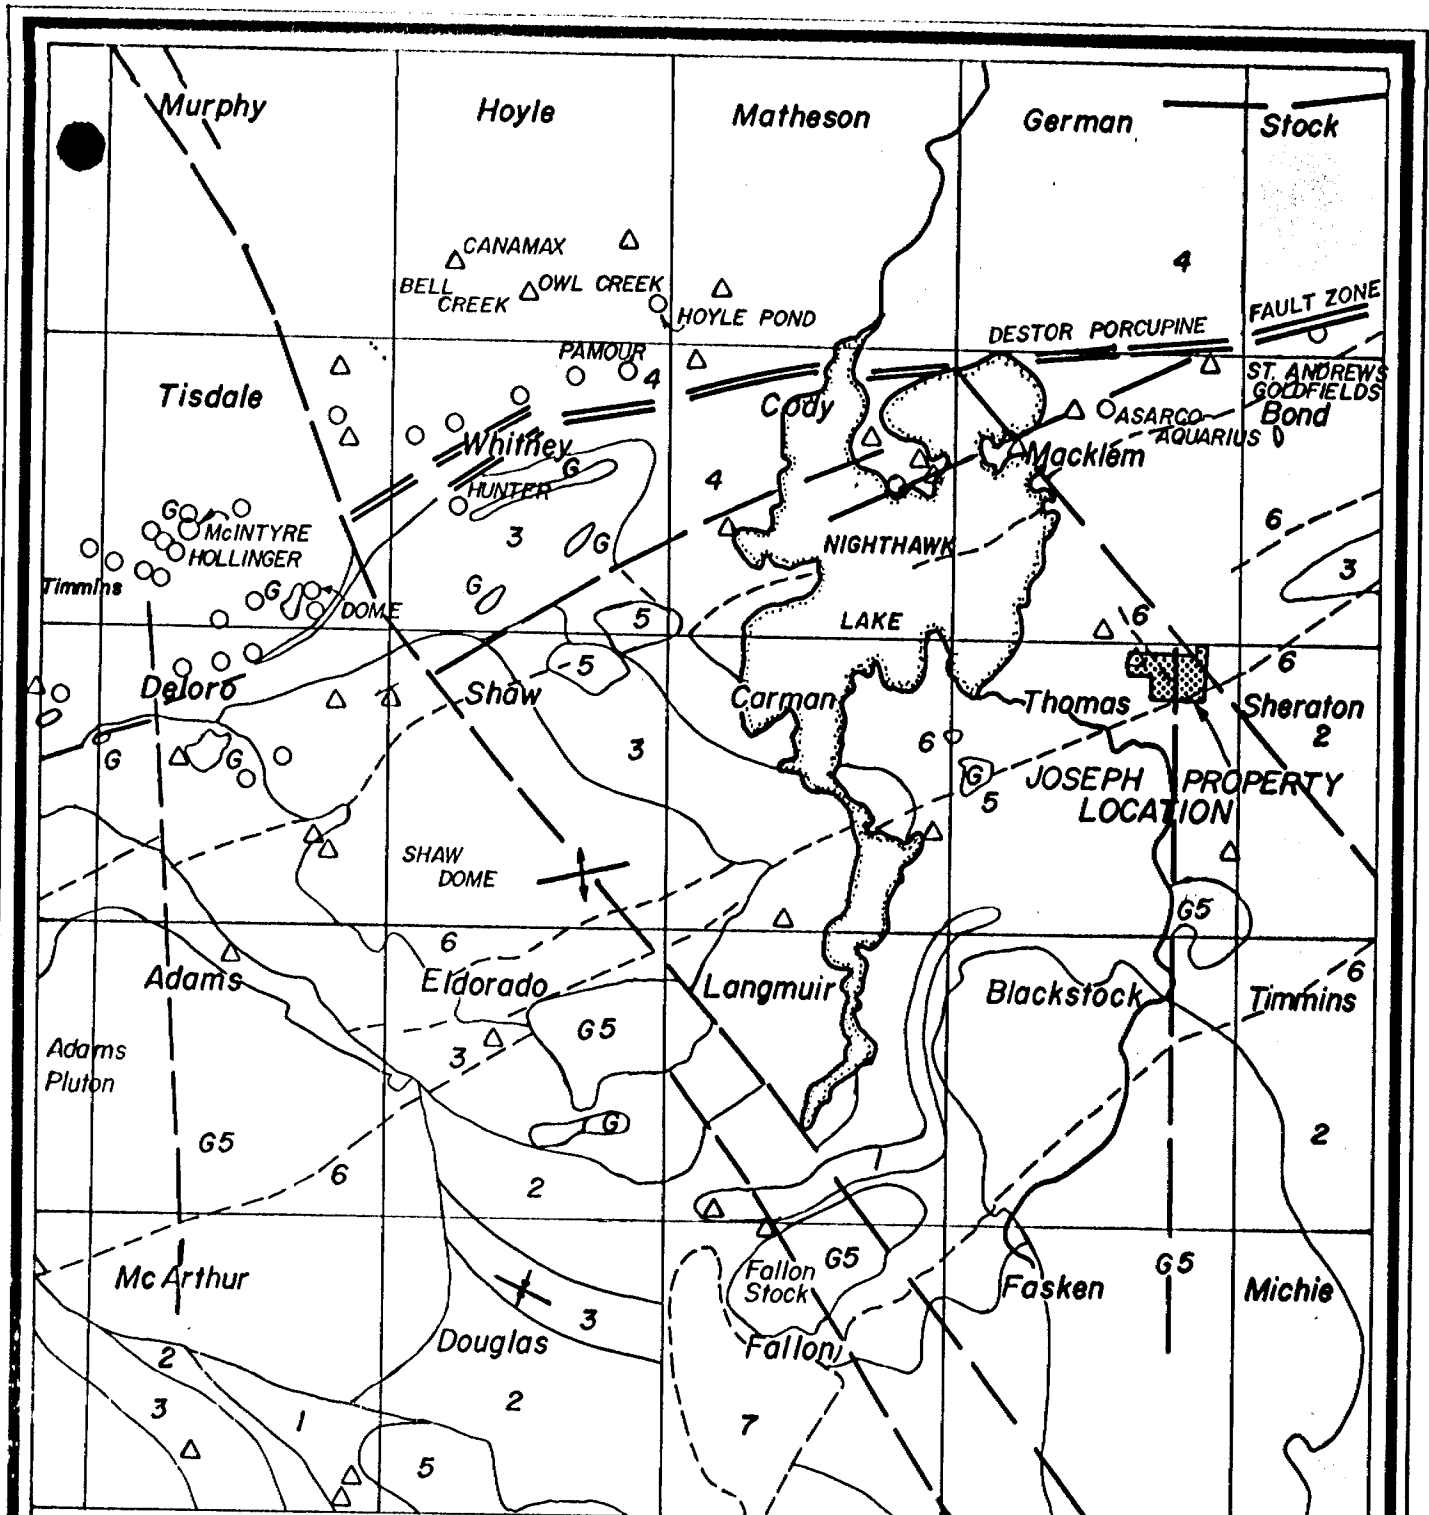 Murphy
Hoyle
Matheson
German
Stock
CANAMAX
BELL
CREEK
OWL CREEK
HOYLE POND
4
DESTOR PORCUPINE
FAULT ZONE
PAMOUR
4
Tisdale
Cody
ST. ANDREWS
GOLDFIELDS
Bond
ASARCO
AQUARIUS
Whitney
Macklem
HUNTER
G
4
G
McINTYRE
HOLLINGER
3
G
NIGHTHAWK
6
3
Timmins
G
DOME
G
5
LAKE
6
5
6
Deloro
Shaw
Carman
Thomas
Sheraton
2
G
G
3
6
G
5
JOSEPH PROPERTY
LOCATION
SHAW
DOME
G5
6
Adams
Eldorado
Langmuir
Blackstock
Timmins
6
Adams
Pluton
G5
3
G5
6
G
2
1
2
Mc Arthur
Fallon
Stock
G5
Fasken
G5
Michie
3
Douglas
Fallon
2
3
1
2
7
5